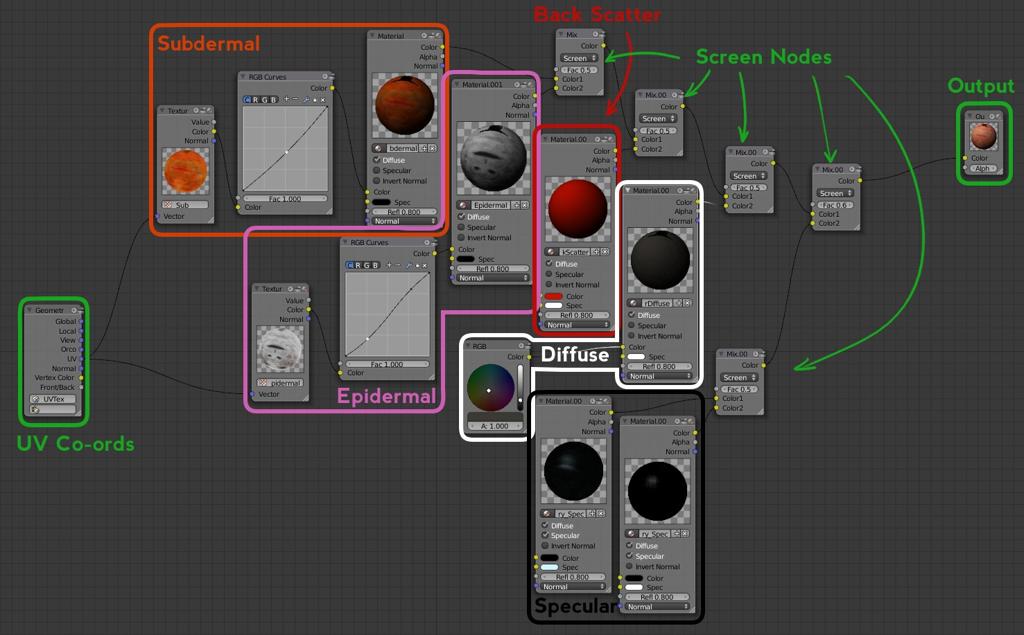 Back Scatter
Subdermal
Screen Nodes
Output
Epidermal
Diffuse
UV Co-ords
Specular
Material
Color
Alpha
Normal
bdermal
Diffuse
Specular
Invert Normal
Color
Spec
Refl 0.800
Normal
RGB Curves
Color
C R G B
Fac 1.000
Color
Textur
Value
Color
Normal
Sub
Vector
Material.001
Color
Alpha
Normal
Epidermal
Diffuse
Specular
Invert Normal
Color
Spec
Refl 0.800
Normal
RGB Curves
Color
C R G B
Fac 1.000
Color
Textur
Value
Color
Normal
pidermal
Vector
Geometr
Global
Local
View
Orco
UV
Normal
Vertex Color
Front/Back
UVTex
Material.00
Color
Alpha
kScatter
Diffuse
Specular
Invert Normal
Color
Spec
Refl 0.800
Normal
Material.00
Color
Alpha
Normal
rDiffuse
Diffuse
Specular
Invert Normal
Color
Spec
Refl 0.800
Normal
RGB
Color
A: 1.000
Material.00
Color
Alpha
Normal
ry_Spec
Diffuse
Specular
Invert Normal
Color
Spec
Refl 0.800
Normal
Material.00
Color
Alpha
Normal
ry_Spec
Diffuse
Specular
Invert Normal
Color
Spec
Refl 0.800
Normal
Mix
Color
Screen
Fac 0.5
Color1
Color2
Mix.00
Color
Screen
Fac 0.5
Color1
Color2
Mix.00
Color
Screen
Fac 0.5
Color1
Color2
Mix.00
Color
Screen
Fac 0.6
Color1
Color2
Mix.00
Color
Screen
Fac 0.5
Color1
Color2
Ou
Color
Alph